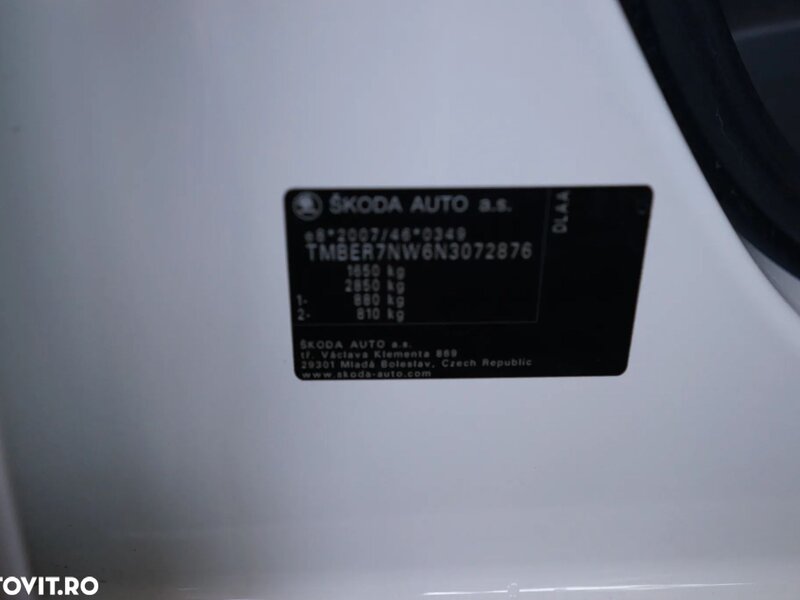 ŠKODA AUTO a.s.
DLAA
e8*2007/46*0349
TMBER7NW6N3072876
1650 kg
2850 kg
1- 880 kg
2- 810 kg
ŠKODA AUTO a.s.
tř. Václava Klementa 869
29301 Mladá Boleslav, Czech Republic
www.skoda-auto.com
TOVIT.RO